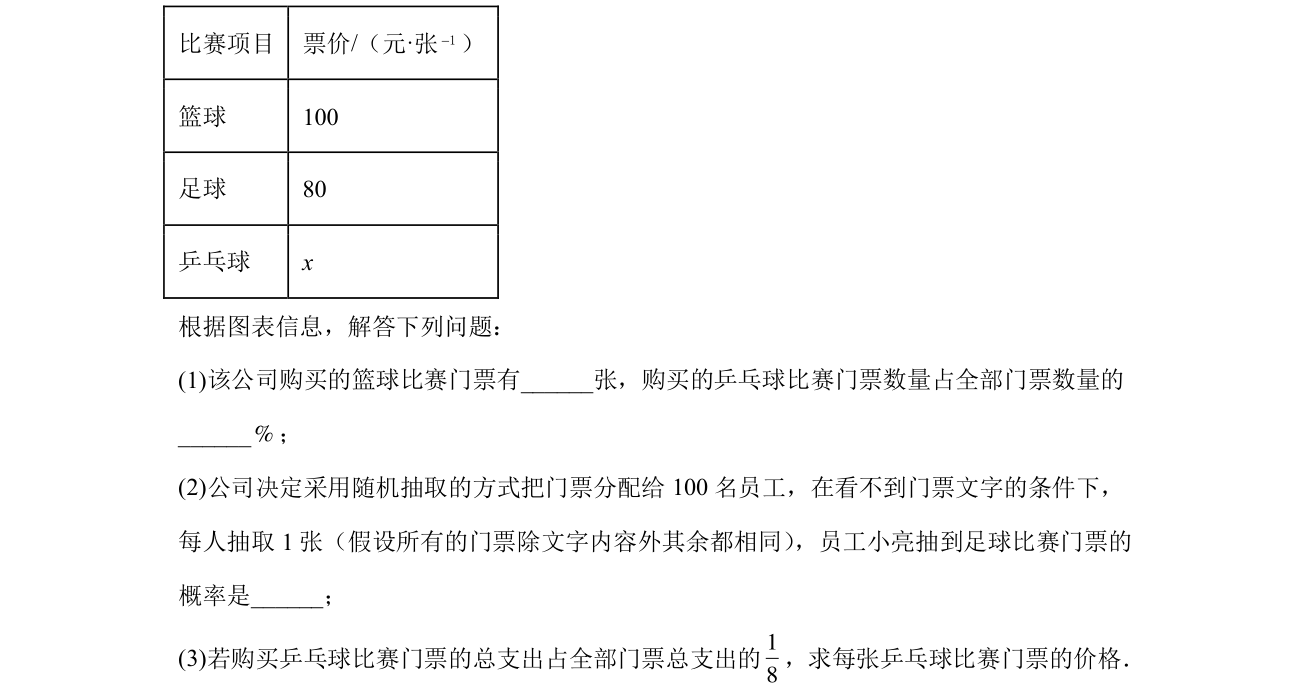 比赛项目 票价/（元·张⁻¹）
篮球 100
足球 80
乒乓球 x
根据图表信息，解答下列问题：
(1)该公司购买的篮球比赛门票有______张，购买的乒乓球比赛门票数量占全部门票数量的
______%；
(2)公司决定采用随机抽取的方式把门票分配给 100 名员工，在看不到门票文字的条件下，
每人抽取 1 张（假设所有的门票除文字内容外其余都相同），员工小亮抽到足球比赛门票的
概率是______；
(3)若购买乒乓球比赛门票的总支出占全部门票总支出的1/8，求每张乒乓球比赛门票的价格．